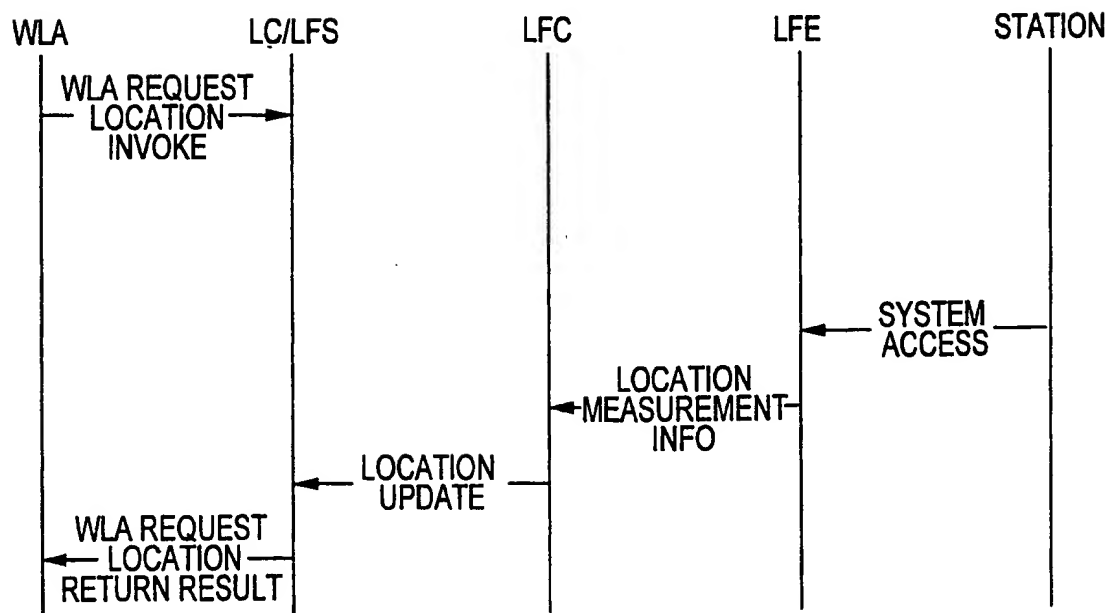 WLA LC/LFS LFC LFE STATION
WLA REQUEST
LOCATION
INVOKE
SYSTEM
ACCESS
LOCATION
MEASUREMENT
INFO
LOCATION
UPDATE
WLA REQUEST
LOCATION
RETURN RESULT